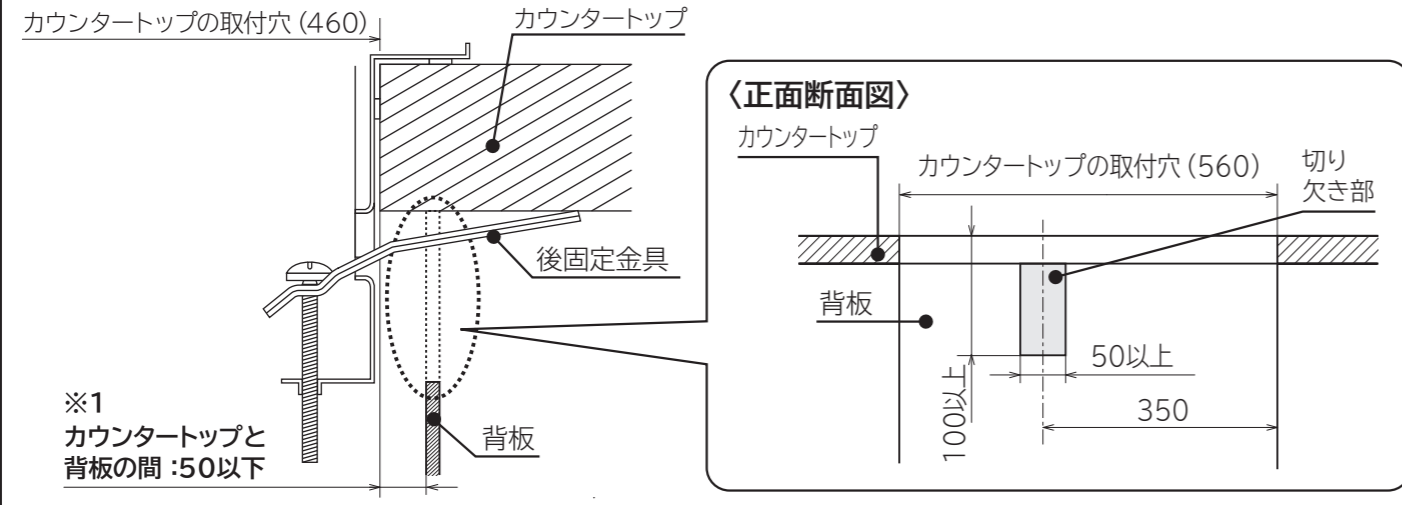 カウンタートップの取付穴(460)
カウンタートップ
後固定金具
※1
カウンタートップと
背板の間:50以下
背板
〈正面断面図〉
カウンタートップ
カウンタートップの取付穴(560)
切り
欠き部
背板
50以上
100以上
350